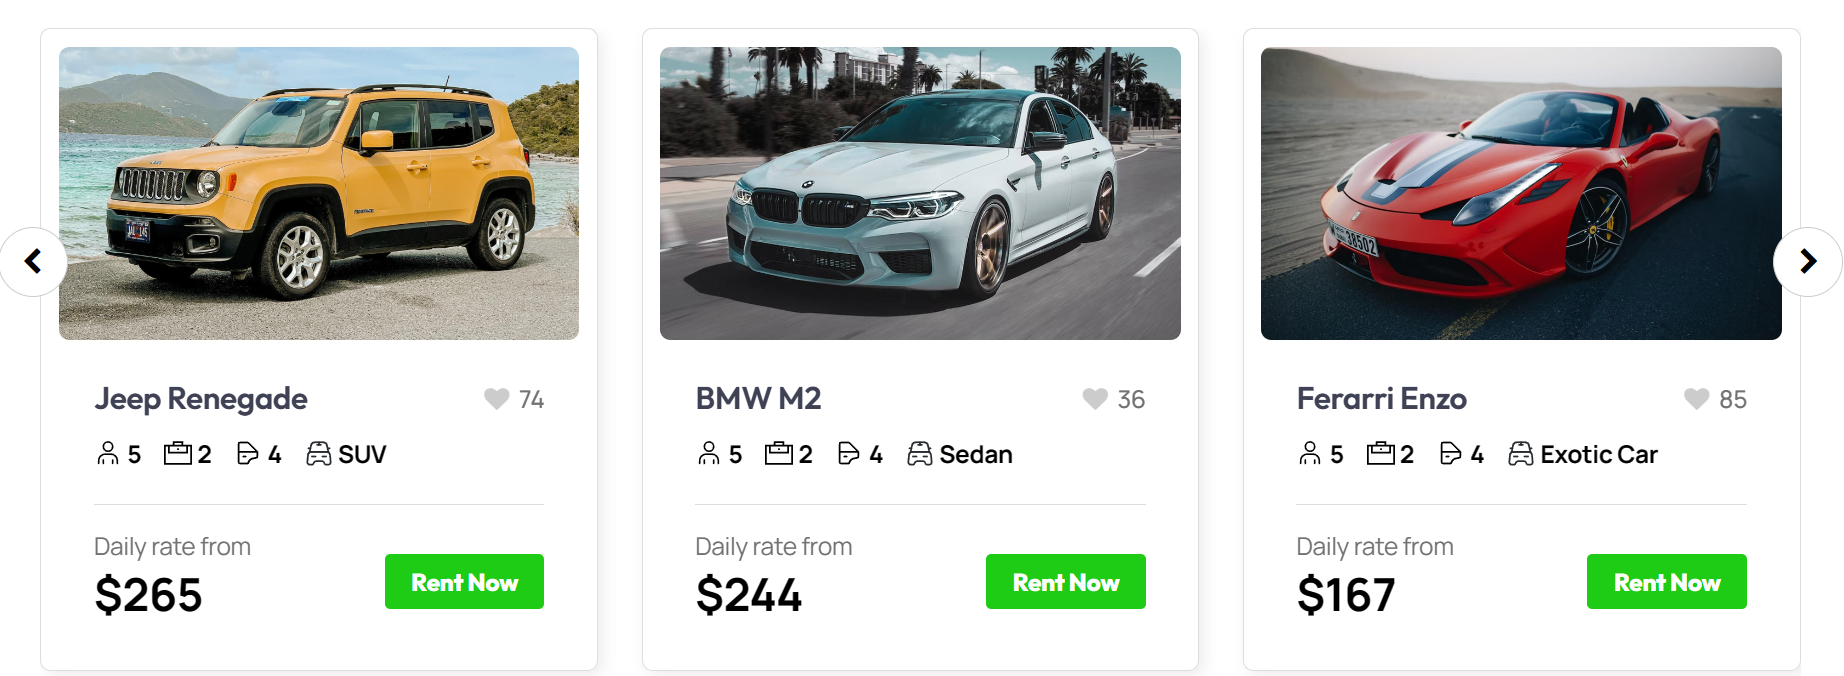 Jeep Renegade 74
5 2 4 SUV
Daily rate from
$265
Rent Now
BMW M2 36
5 2 4 Sedan
Daily rate from
$244
Rent Now
38502
Ferarri Enzo 85
5 2 4 Exotic Car
Daily rate from
$167
Rent Now